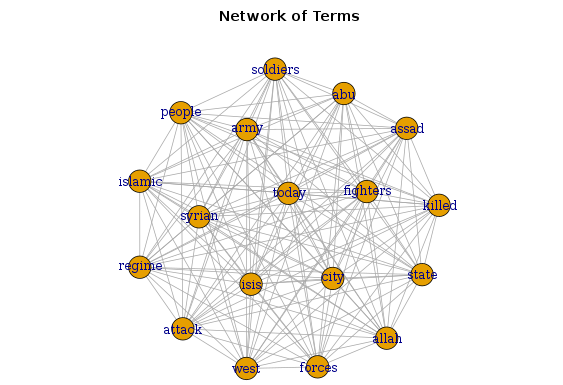 Network of Terms
soldiers
abu
people
army
assad
islamic
today
fighters
killed
syrian
regime
isis
city
state
attack
allah
west
forces